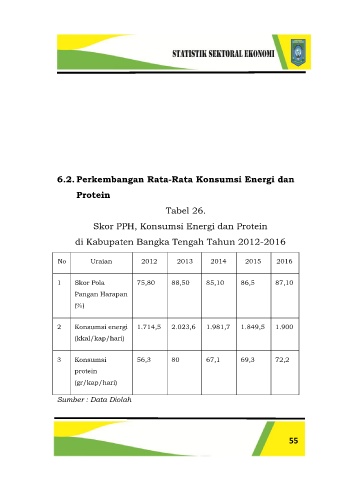 STATISTIK SEKTORAL EKONOMI
6.2. Perkembangan Rata-Rata Konsumsi Energi dan
Protein
Tabel 26.
Skor PPH, Konsumsi Energi dan Protein
di Kabupaten Bangka Tengah Tahun 2012-2016
No Uraian 2012 2013 2014 2015 2016
1 Skor Pola 75,80 88,50 85,10 86,5 87,10
Pangan Harapan
(%)
2 Konsumsi energi 1.714,5 2.023,6 1.981,7 1.849,5 1.900
(kkal/kap/hari)
3 Konsumsi 56,3 80 67,1 69,3 72,2
protein
(gr/kap/hari)
Sumber : Data Diolah
55